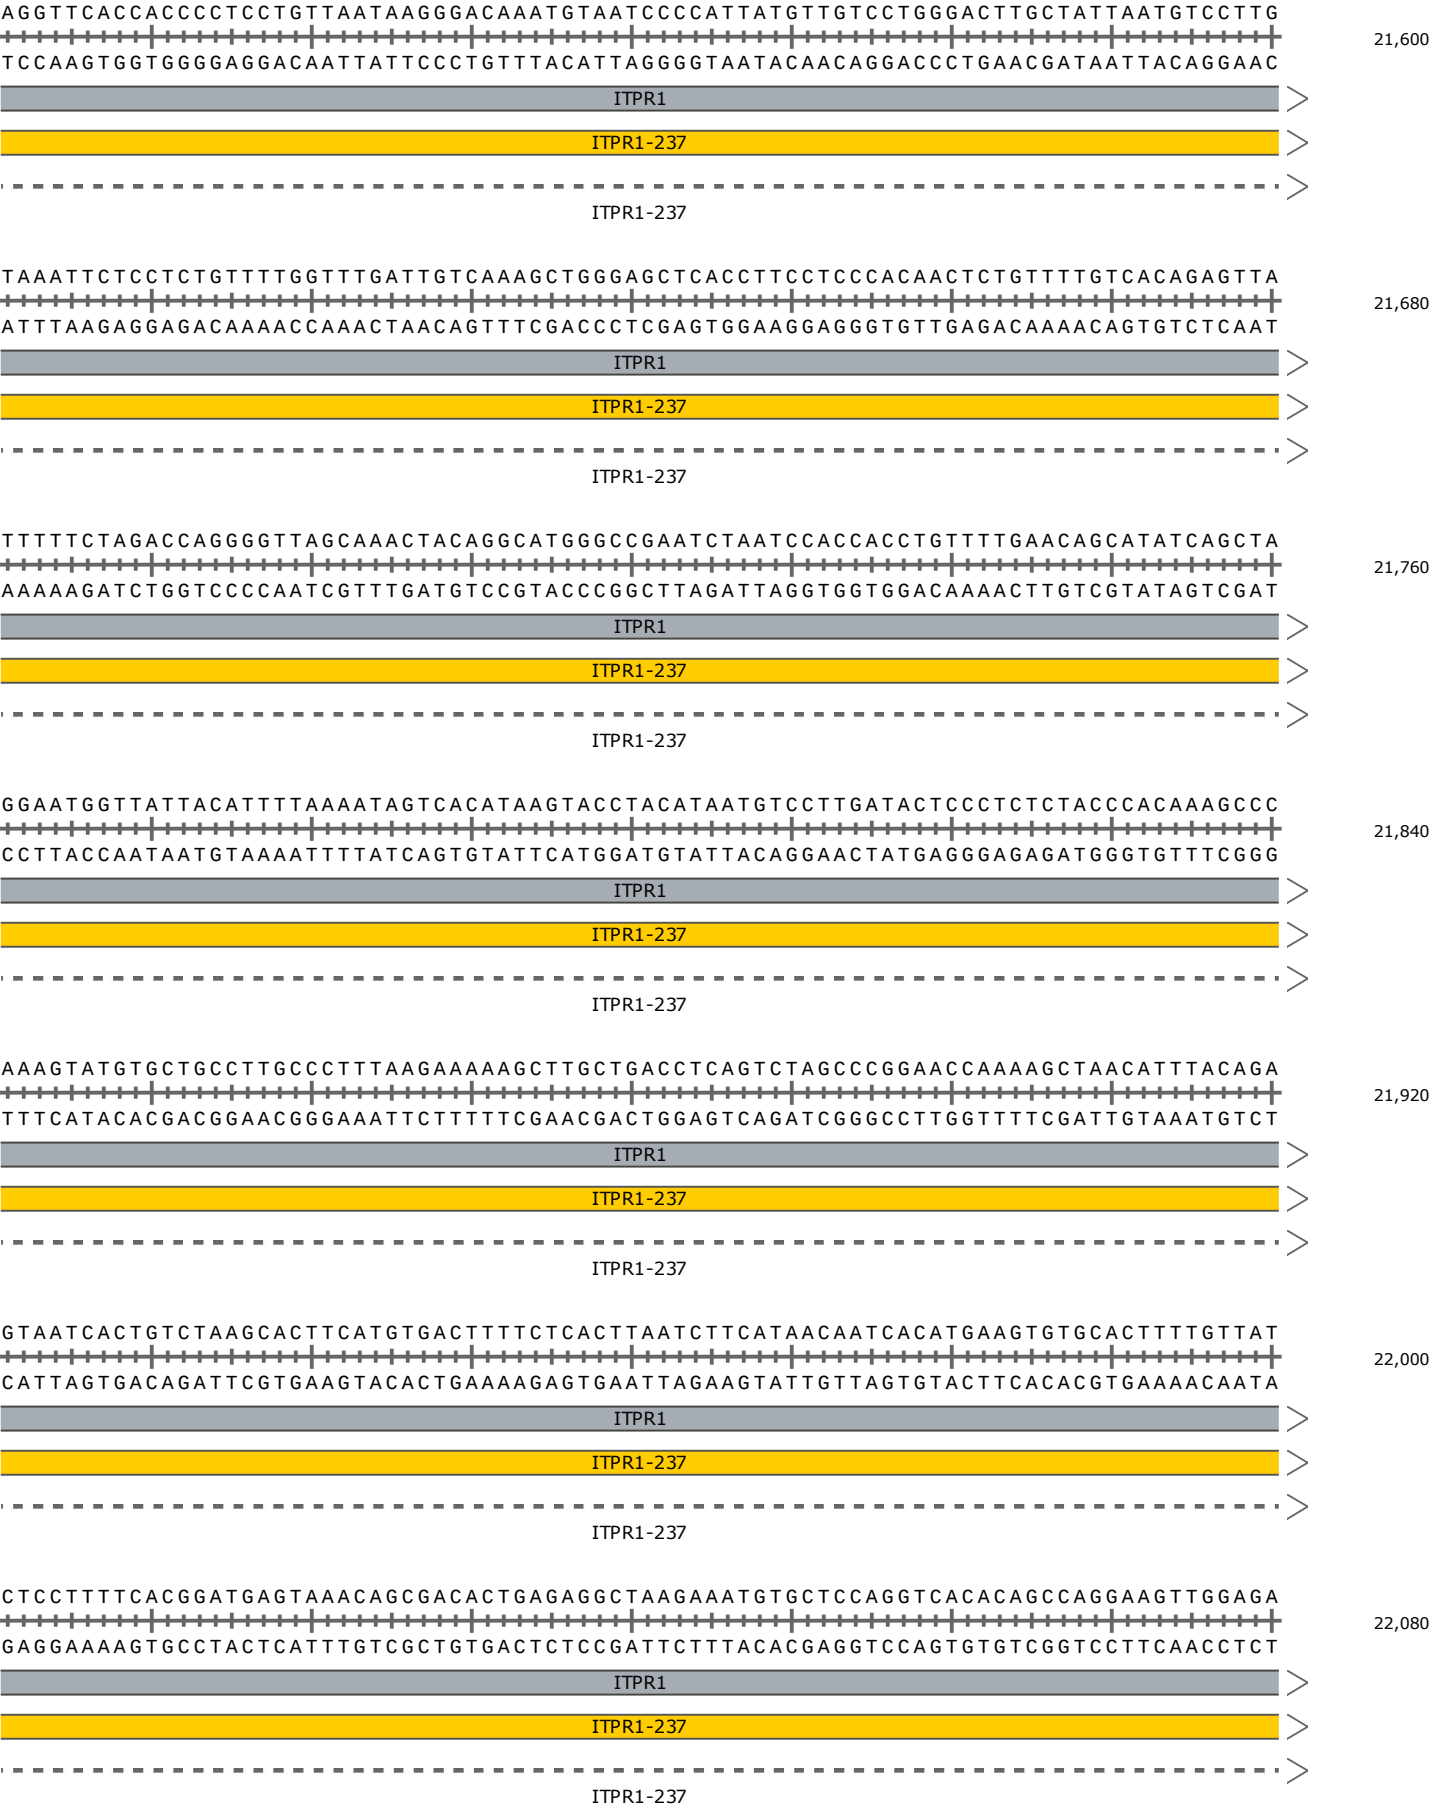 AGGTTCACCACCCCTCCTGTTAATAAGGGACAAATGTAATCCCCATTATGTTGTCCTGGGACTTGCTATTAATGTCCTTG
21,600
TCCAAGTGGTGGGGAGGACAATTATTCCCTGTTTACATTAGGGGTAATACAACAGGACCCTGAACGATAATTACAGGAAC
ITPR1
ITPR1-237
ITPR1-237
TAAATTCTCCTCTGTTTTGGTTTGATTGTCAAAGCTGGGAGCTCACCTTCCTCCCACAACTCTGTTTTGTCACAGAGTTA
21,680
ATTTAAGAGGAGACAAAACCAAACTAACAGTTTCGACCCTCGAGTGGAAGGAGGGTGTTGAGACAAAACAGTGTCTCAAT
ITPR1
ITPR1-237
ITPR1-237
TTTTTCTAGACCAGGGGTTAGCAAACTACAGGCATGGGCCGAATCTAATCCACCACCTGTTTTGAACAGCATATCAGCTA
21,760
AAAAAGATCTGGTCCCCAATCGTTTGATGTCCGTACCCGGCTTAGATTAGGTGGTGGACAAAACTTGTCGTATAGTCGAT
ITPR1
ITPR1-237
ITPR1-237
GGAATGGTTATTACATTTTAAAATAGTCACATAAGTACCTACATAATGTCCTTGATACTCCCTCTCTACCCACAAAGCCC
21,840
CCTTACCAATAATGTAAAATTTTATCAGTGTATTCATGGATGTATTACAGGAACTATGAGGGAGAGATGGGTGTTTCGGG
ITPR1
ITPR1-237
ITPR1-237
AAAGTATGTGCTGCCTTGCCCTTTAAGAAAAAGCTTGCTGACCTCAGTCTAGCCCGGAACCAAAAGCTAACATTTACAGA
21,920
TTTCATACACGACGGAACGGGAAATTCTTTTTCGAACGACTGGAGTCAGATCGGGCCTTGGTTTTCGATTGTAAATGTCT
ITPR1
ITPR1-237
ITPR1-237
GTAATCACTGTCTAAGCACTTCATGTGACTTTTCTCACTTAATCTTCATAACAATCACATGAAGTGTGCACTTTTGTTAT
22,000
CATTAGTGACAGATTCGTGAAGTACACTGAAAAGAGTGAATTAGAAGTATTGTTAGTGTACTTCACACGTGAAAACAATA
ITPR1
ITPR1-237
ITPR1-237
CTCCTTTTCACGGATGAGTAAACAGCGACACTGAGAGGCTAAGAAATGTGCTCCAGGTCACACAGCCAGGAAGTTGGAGA
22,080
GAGGAAAAGTGCCTACTCATTTGTCGCTGTGACTCTCCGATTCTTTACACGAGGTCCAGTGTGTCGGTCCTTCAACCTCT
ITPR1
ITPR1-237
ITPR1-237